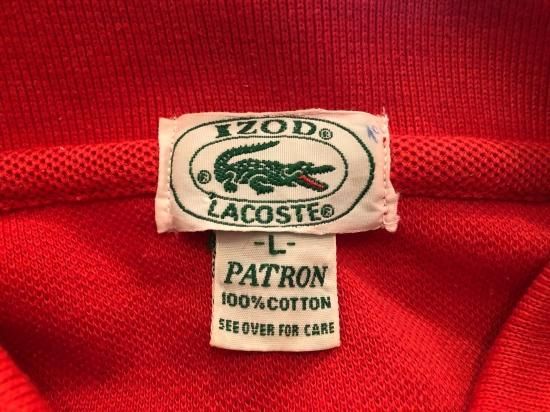 IZOD®
®
LACOSTE®
-L-
PATRON
100% COTTON
SEE OVER FOR CARE